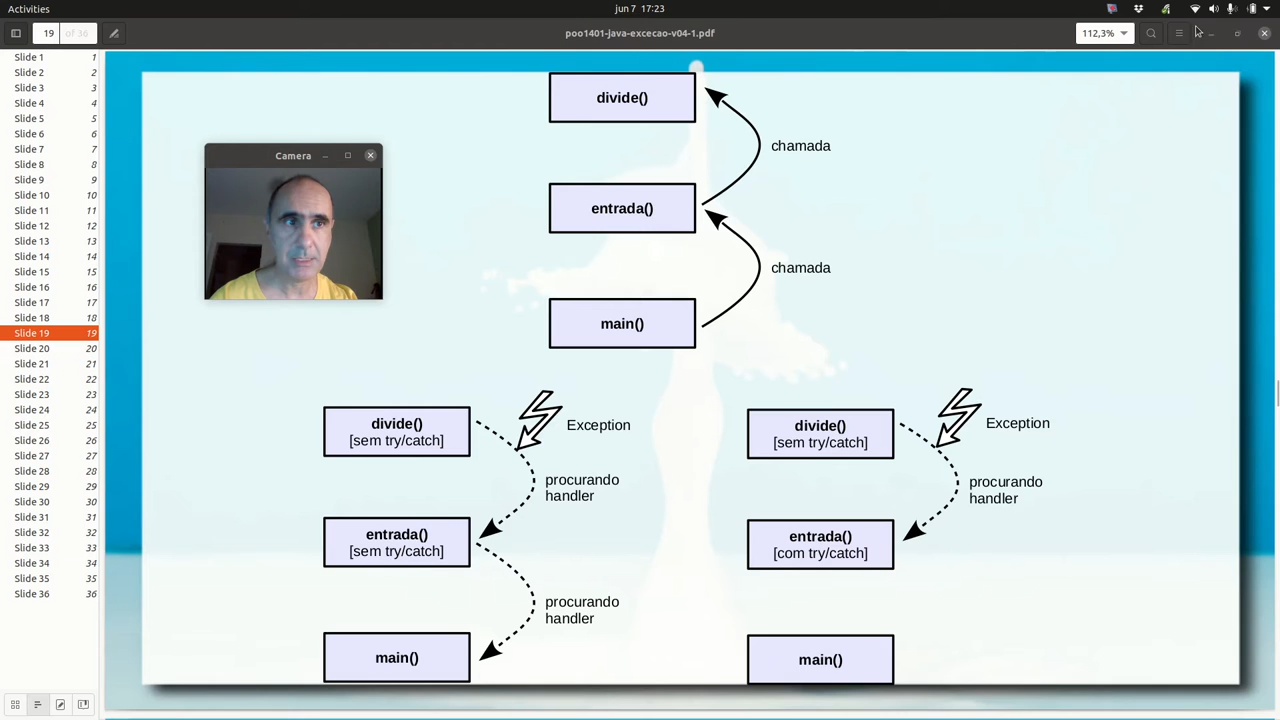 Activities
jun 7 17:23
19 of 36
poo1401-java-excecao-v04-1.pdf
112,3%
Slide 1 1
Slide 2 2
Slide 3 3
Slide 4 4
Slide 5 5
Slide 6 6
Slide 7 7
Slide 8 8
Slide 9 9
Slide 10 10
Slide 11 11
Slide 12 12
Slide 13 13
Slide 14 14
Slide 15 15
Slide 16 16
Slide 17 17
Slide 18 18
Slide 19 19
Slide 20 20
Slide 21 21
Slide 22 22
Slide 23 23
Slide 24 24
Slide 25 25
Slide 26 26
Slide 27 27
Slide 28 28
Slide 29 29
Slide 30 30
Slide 31 31
Slide 32 32
Slide 33 33
Slide 34 34
Slide 35 35
Slide 36 36
Camera
divide()
chamada
entrada()
chamada
main()
divide()
[sem try/catch]
Exception
procurando
handler
entrada()
[sem try/catch]
procurando
handler
main()
divide()
[sem try/catch]
Exception
procurando
handler
entrada()
[com try/catch]
main()